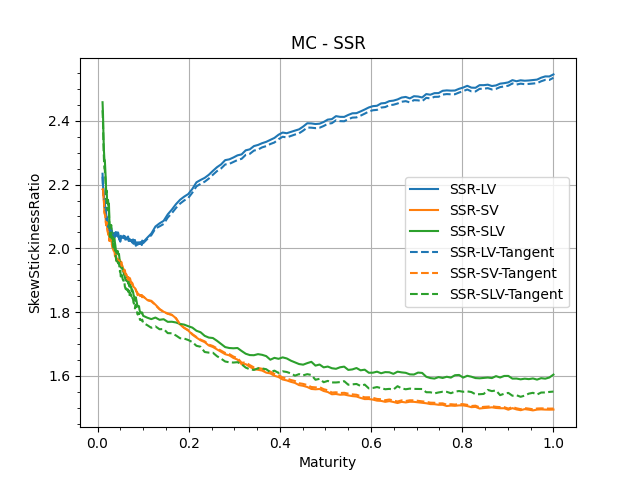 MC - SSR
SkewStickinessRatio
2.4
2.2
2.0
1.8
1.6
SSR-LV
SSR-SV
SSR-SLV
SSR-LV-Tangent
SSR-SV-Tangent
SSR-SLV-Tangent
0.0 0.2 0.4 0.6 0.8 1.0
Maturity